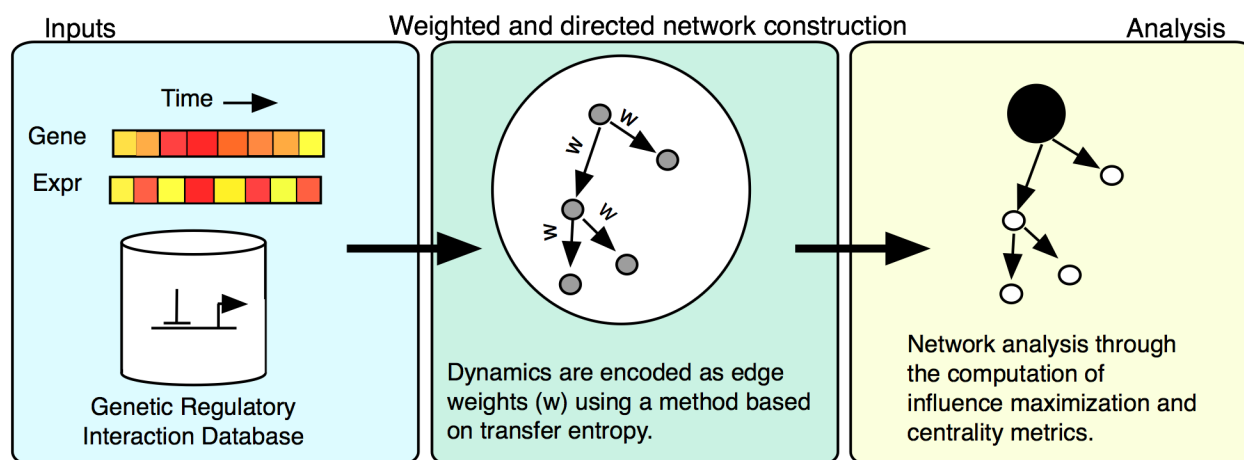 Inputs
Weighted and directed network construction
Analysis
Time
Gene
Expr
Genetic Regulatory
Interaction Database
w
w
w
w
Dynamics are encoded as edge
weights (w) using a method based
on transfer entropy.
Network analysis through
the computation of
influence maximization and
centrality metrics.